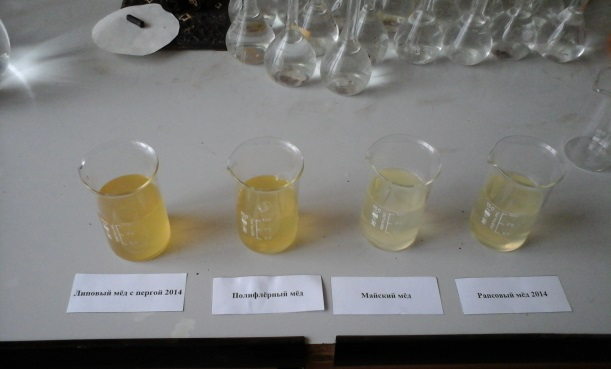 Липовый мёд с пергой 2014
Полифлёрный мёд
Майский мёд
Рапсовый мёд 2014